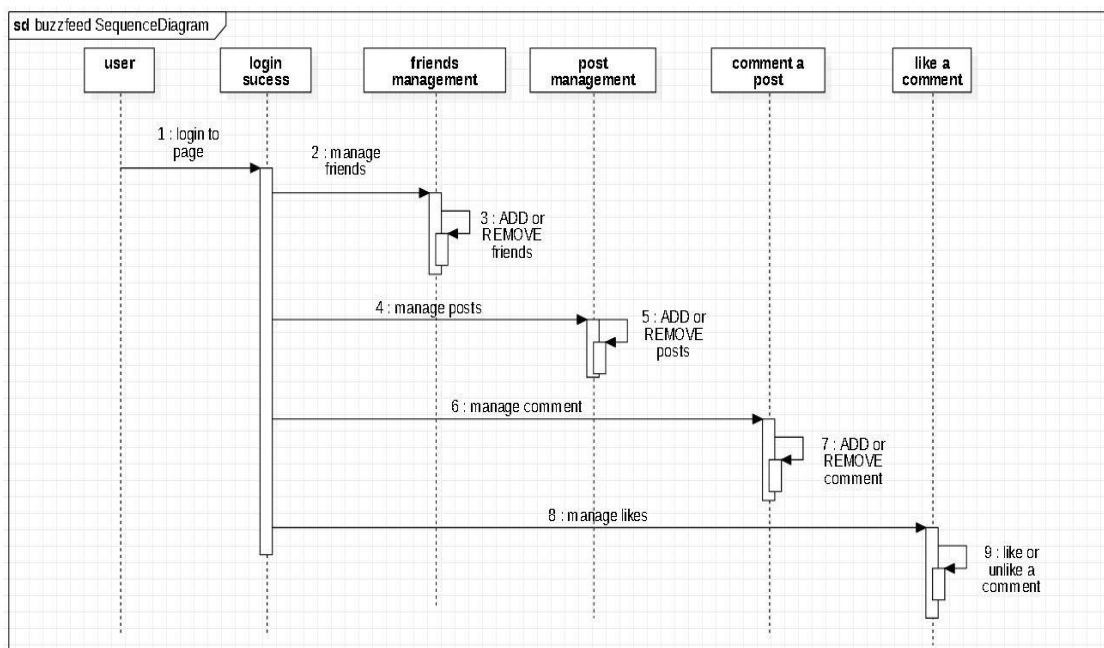 sd buzzfeed SequenceDiagram
user
login
sucess
friends
management
post
management
comment a
post
like a
comment
1 : login to
page
2 : manage
friends
3 : ADD or
REMOVE
friends
4 : manage posts
5 : ADD or
REMOVE
posts
6 : manage comment
7 : ADD or
REMOVE
comment
8 : manage likes
9 : like or
unlike a
comment